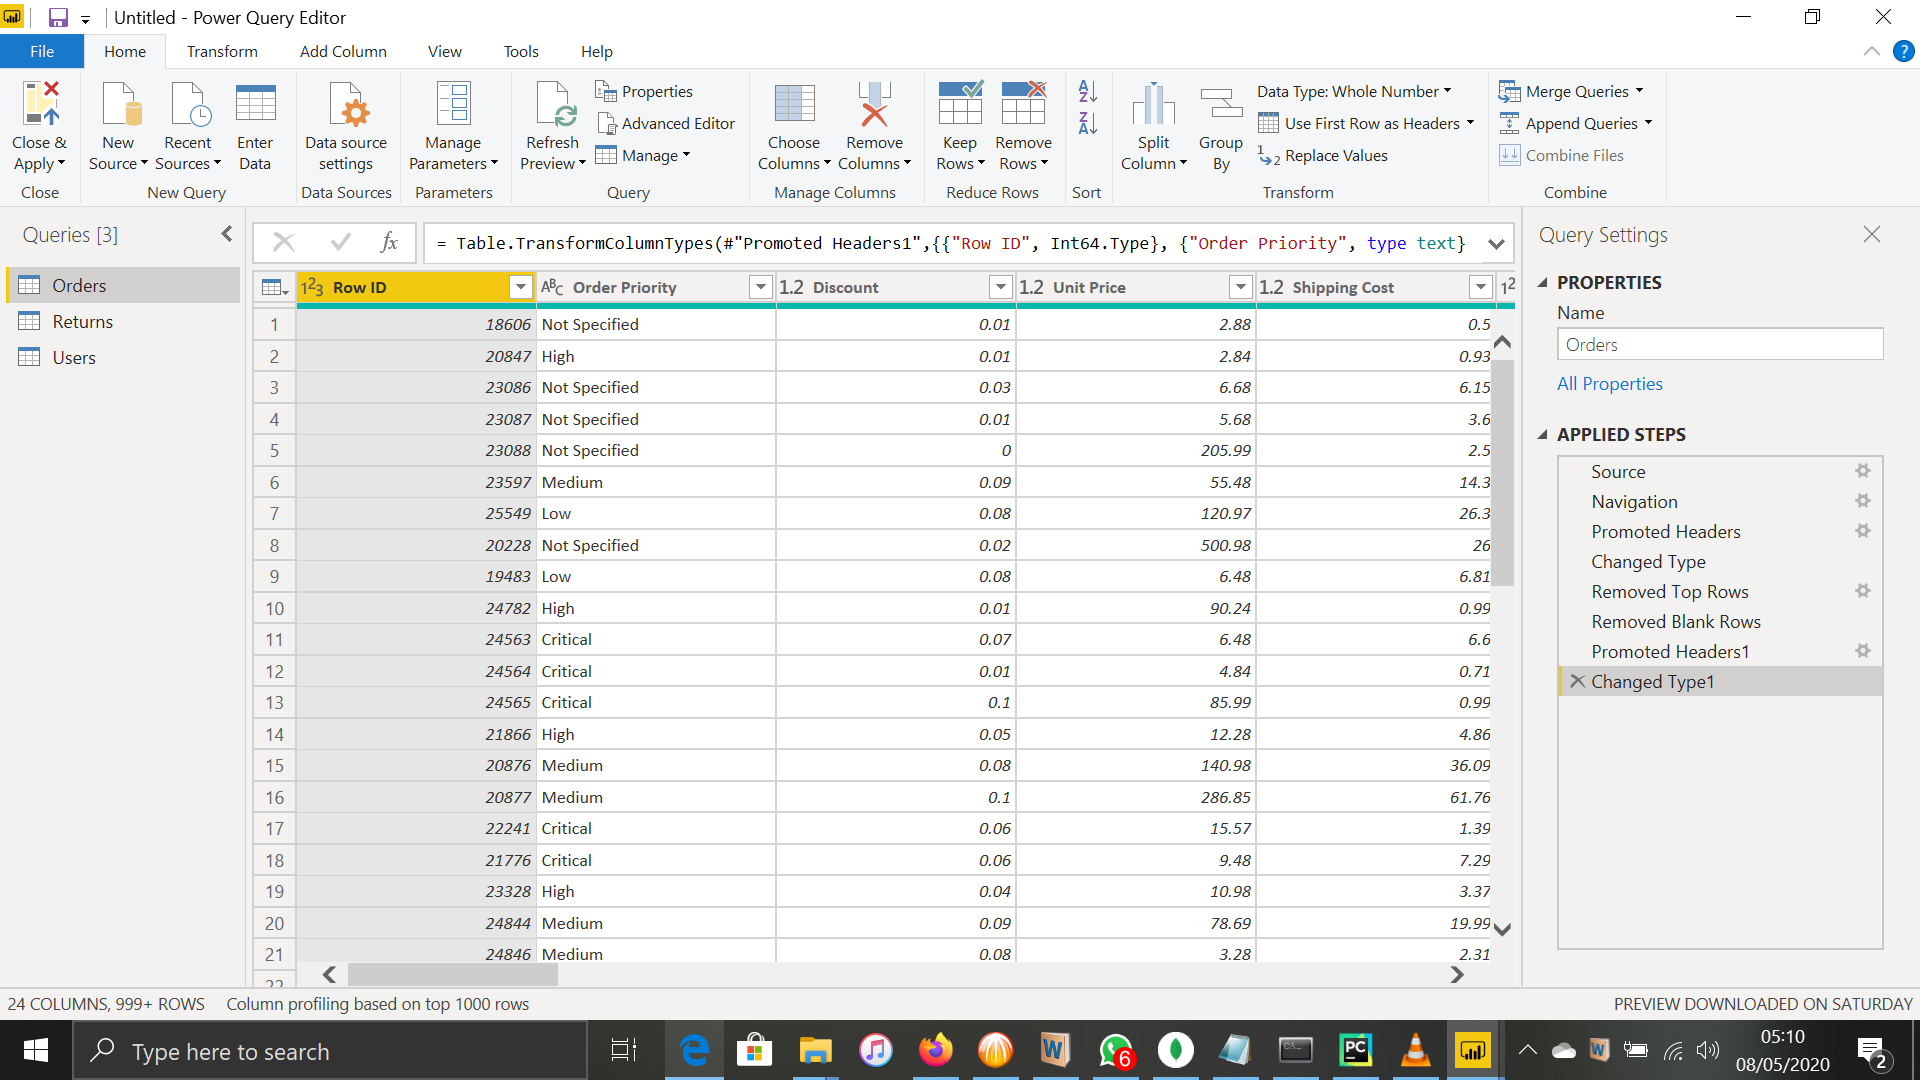 Untitled - Power Query Editor
File Home Transform Add Column View Tools Help
Close & Apply
New Source
Recent Sources
Enter Data
Data source settings
Manage Parameters
Refresh Preview
Properties
Advanced Editor
Manage
Choose Columns
Remove Columns
Keep Rows
Remove Rows
Split Column
Group By
Data Type: Whole Number
Use First Row as Headers
Replace Values
Merge Queries
Append Queries
Combine Files
Close New Query Data Sources Parameters Query Manage Columns Reduce Rows Sort Transform Combine
Queries [3]
Orders
Returns
Users
fx
= Table.TransformColumnTypes(#"Promoted Headers1",{{"Row ID", Int64.Type}, {"Order Priority", type text}
123 Row ID ABC Order Priority 1.2 Discount 1.2 Unit Price 1.2 Shipping Cost 12
1 18606 Not Specified 0.01 2.88 0.5
2 20847 High 0.01 2.84 0.93
3 23086 Not Specified 0.03 6.68 6.15
4 23087 Not Specified 0.01 5.68 3.6
5 23088 Not Specified 0 205.99 2.5
6 23597 Medium 0.09 55.48 14.3
7 25549 Low 0.08 120.97 26.3
8 20228 Not Specified 0.02 500.98 26
9 19483 Low 0.08 6.48 6.81
10 24782 High 0.01 90.24 0.99
11 24563 Critical 0.07 6.48 6.6
12 24564 Critical 0.01 4.84 0.71
13 24565 Critical 0.1 85.99 0.99
14 21866 High 0.05 12.28 4.86
15 20876 Medium 0.08 140.98 36.09
16 20877 Medium 0.1 286.85 61.76
17 22241 Critical 0.06 15.57 1.39
18 21776 Critical 0.06 9.48 7.29
19 23328 High 0.04 10.98 3.37
20 24844 Medium 0.09 78.69 19.99
21 24846 Medium 0.08 3.28 2.31
22
Query Settings
PROPERTIES
Name
Orders
All Properties
APPLIED STEPS
Source
Navigation
Promoted Headers
Changed Type
Removed Top Rows
Removed Blank Rows
Promoted Headers1
Changed Type1
24 COLUMNS, 999+ ROWS Column profiling based on top 1000 rows PREVIEW DOWNLOADED ON SATURDAY
Type here to search
6
PC
05:10
08/05/2020
2